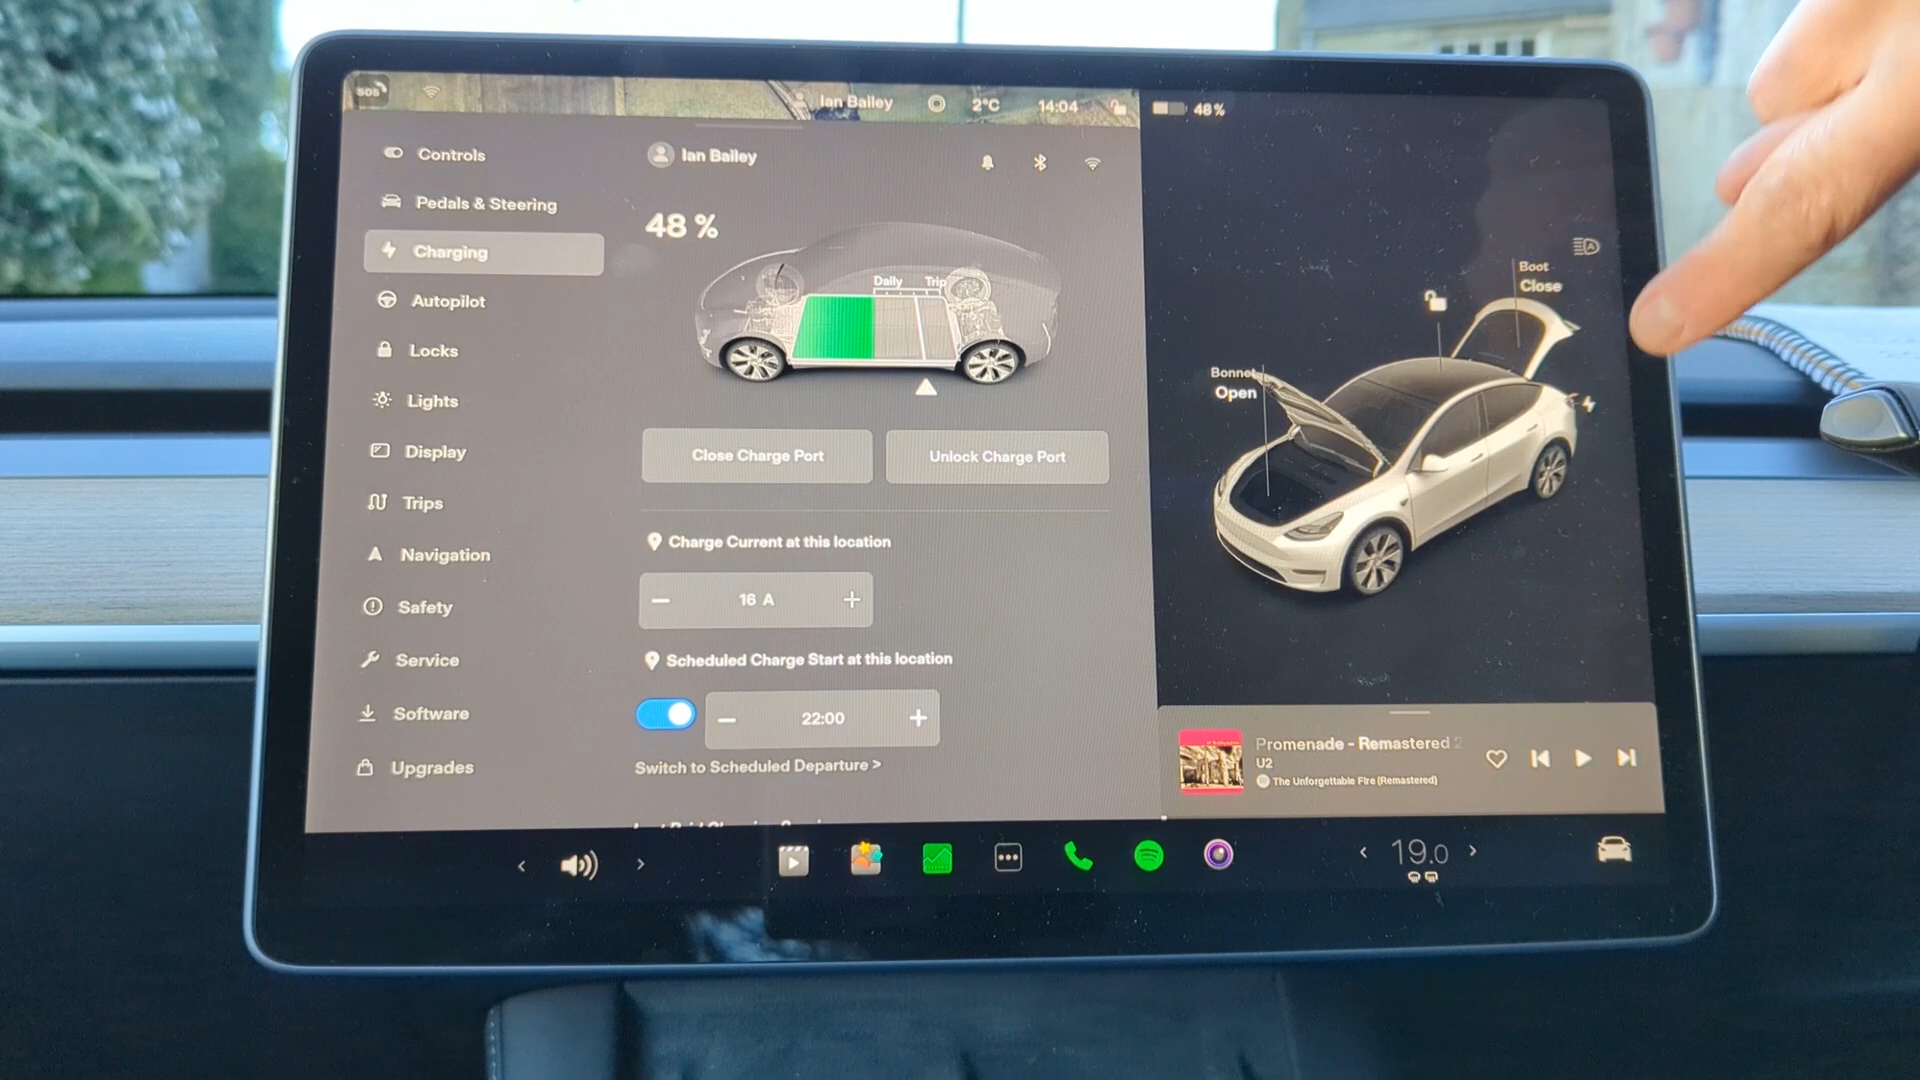 SOS
Ian Bailey
2°C
14:04
48 %
Controls
Pedals & Steering
Charging
Autopilot
Locks
Lights
Display
Trips
Navigation
Safety
Service
Software
Upgrades
Ian Bailey
48 %
Daily
Trip
Close Charge Port
Unlock Charge Port
Charge Current at this location
16 A
Scheduled Charge Start at this location
22:00
Switch to Scheduled Departure >
Boot
Close
Bonnet
Open
Promenade - Remastered 2
U2
The Unforgettable Fire (Remastered)
19.0